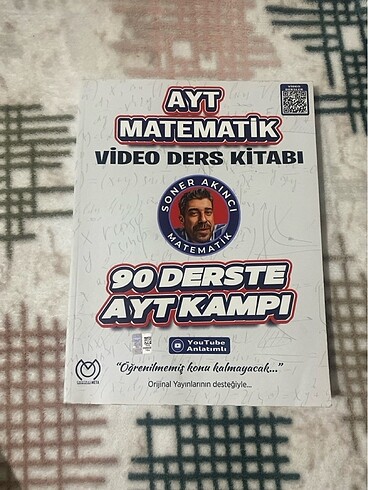 VIDEO
AYT
MATEMATİK
VİDEO DERS KİTABI
SONER AKINCI
MATEMATİK
90 DERSTE
AYT KAMPI
YouTube
Anlatımlı
"Öğrenilmemiş konu kalmayacak..."
Orijinal Yayınlarının desteğiyle...